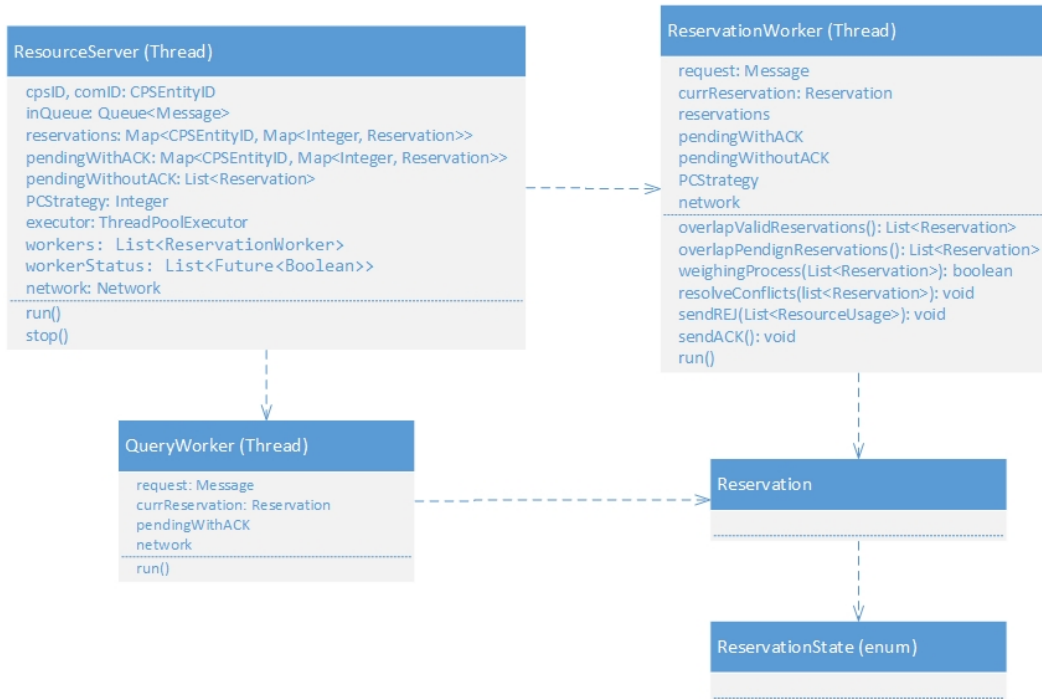 ResourceServer (Thread)
cpsID, comID: CPSEntityID
inQueue: Queue<Message>
reservations: Map<CPSEntityID, Map<Integer, Reservation>>
pendingWithACK: Map<CPSEntityID, Map<Integer, Reservation>>
pendingWithoutACK: List<Reservation>
PCStrategy: Integer
executor: ThreadPoolExecutor
workers: List<ReservationWorker>
workerStatus: List<Future<Boolean>>
network: Network
run()
stop()
ReservationWorker (Thread)
request: Message
currReservation: Reservation
reservations
pendingWithACK
pendingWithoutACK
PCStrategy
network
overlapValidReservations(): List<Reservation>
overlapPendignReservations(): List<Reservation>
weighingProcess(List<Reservation>): boolean
resolveConflicts(list<Reservation>): void
sendREJ(List<ResourceUsage>): void
sendACK(): void
run()
QueryWorker (Thread)
request: Message
currReservation: Reservation
pendingWithACK
network
run()
Reservation
ReservationState (enum)